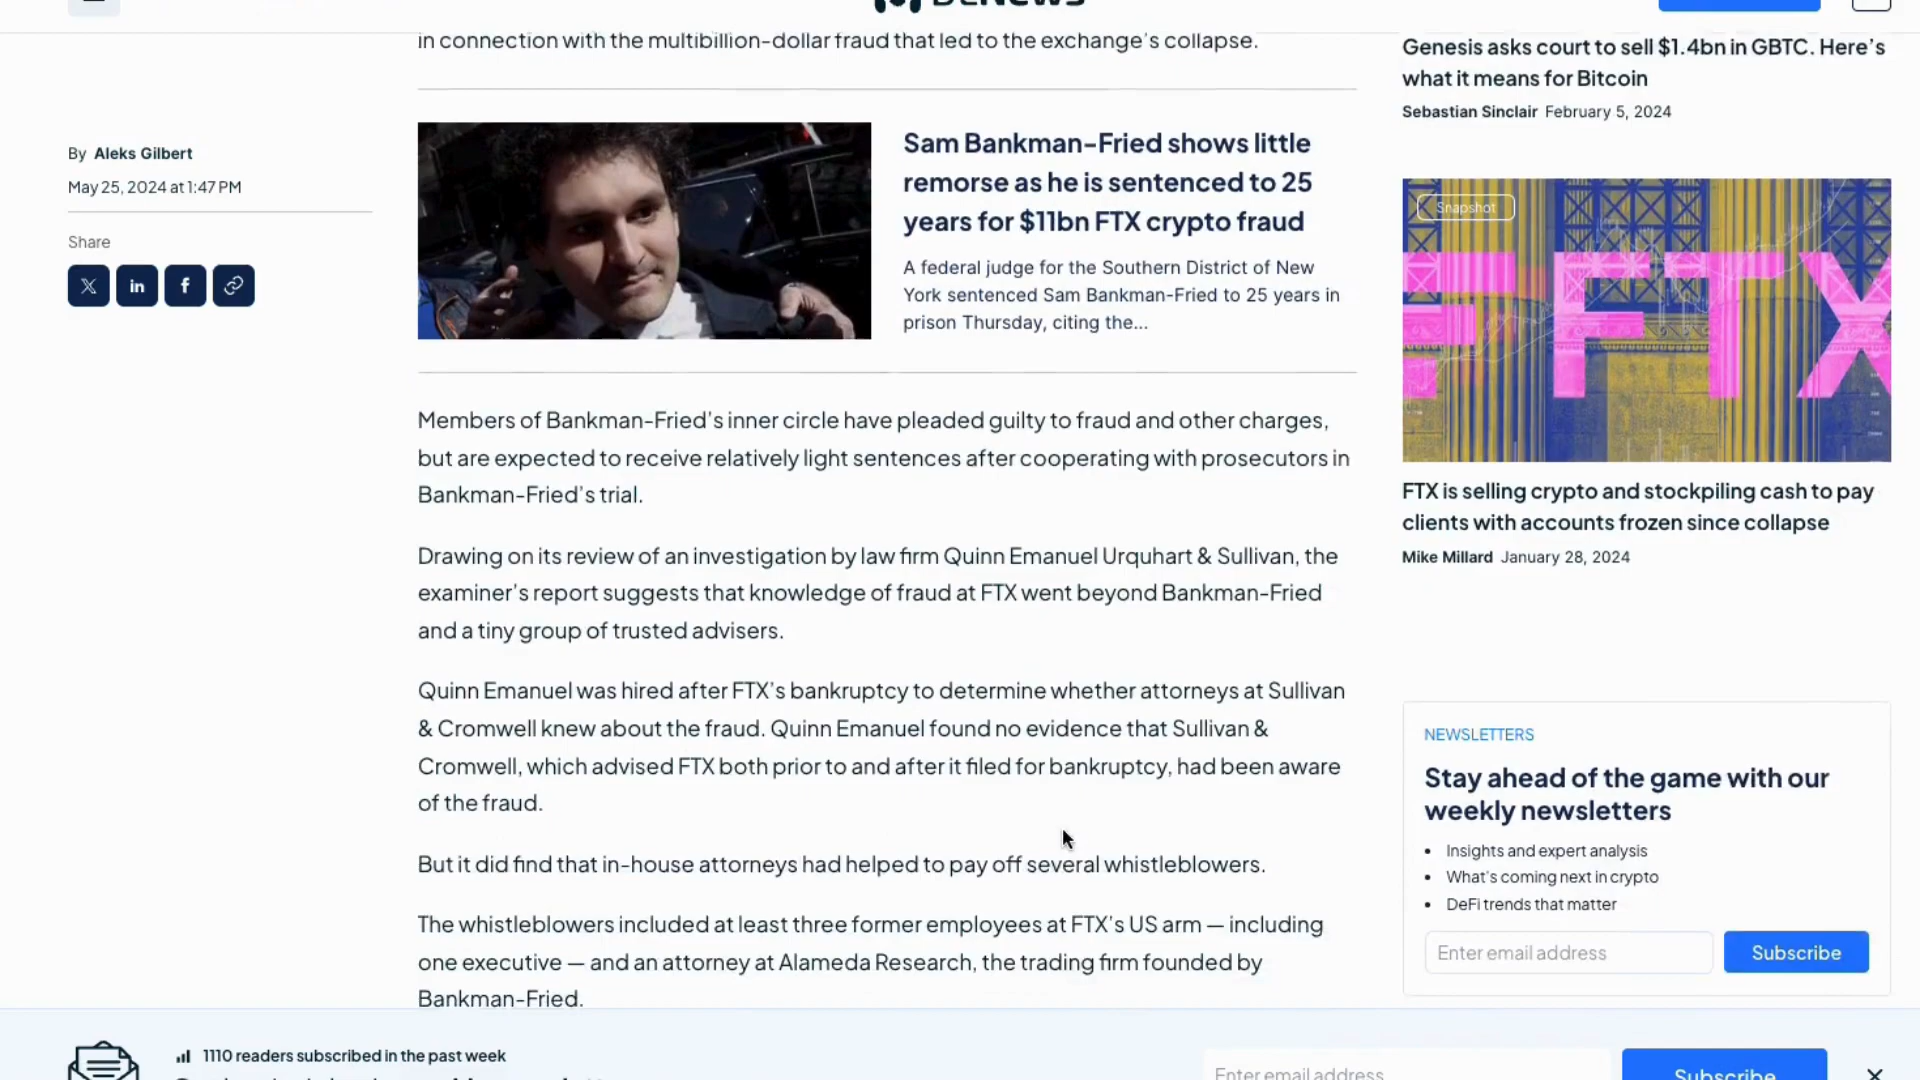 DLNews
in connection with the multibillion-dollar fraud that led to the exchange's collapse.
By Aleks Gilbert
May 25, 2024 at 1:47 PM
Share
Sam Bankman-Fried shows little
remorse as he is sentenced to 25
years for $11bn FTX crypto fraud
A federal judge for the Southern District of New
York sentenced Sam Bankman-Fried to 25 years in
prison Thursday, citing the...
Members of Bankman-Fried's inner circle have pleaded guilty to fraud and other charges,
but are expected to receive relatively light sentences after cooperating with prosecutors in
Bankman-Fried's trial.
Drawing on its review of an investigation by law firm Quinn Emanuel Urquhart & Sullivan, the
examiner's report suggests that knowledge of fraud at FTX went beyond Bankman-Fried
and a tiny group of trusted advisers.
Quinn Emanuel was hired after FTX's bankruptcy to determine whether attorneys at Sullivan
& Cromwell knew about the fraud. Quinn Emanuel found no evidence that Sullivan &
Cromwell, which advised FTX both prior to and after it filed for bankruptcy, had been aware
of the fraud.
But it did find that in-house attorneys had helped to pay off several whistleblowers.
The whistleblowers included at least three former employees at FTX's US arm — including
one executive — and an attorney at Alameda Research, the trading firm founded by
Bankman-Fried.
Genesis asks court to sell $1.4bn in GBTC. Here's
what it means for Bitcoin
Sebastian Sinclair February 5, 2024
Snapshot
FTX
FTX is selling crypto and stockpiling cash to pay
clients with accounts frozen since collapse
Mike Millard January 28, 2024
NEWSLETTERS
Stay ahead of the game with our
weekly newsletters
• Insights and expert analysis
• What's coming next in crypto
• DeFi trends that matter
Enter email address
Subscribe
1110 readers subscribed in the past week
Enter email address
Subscribe